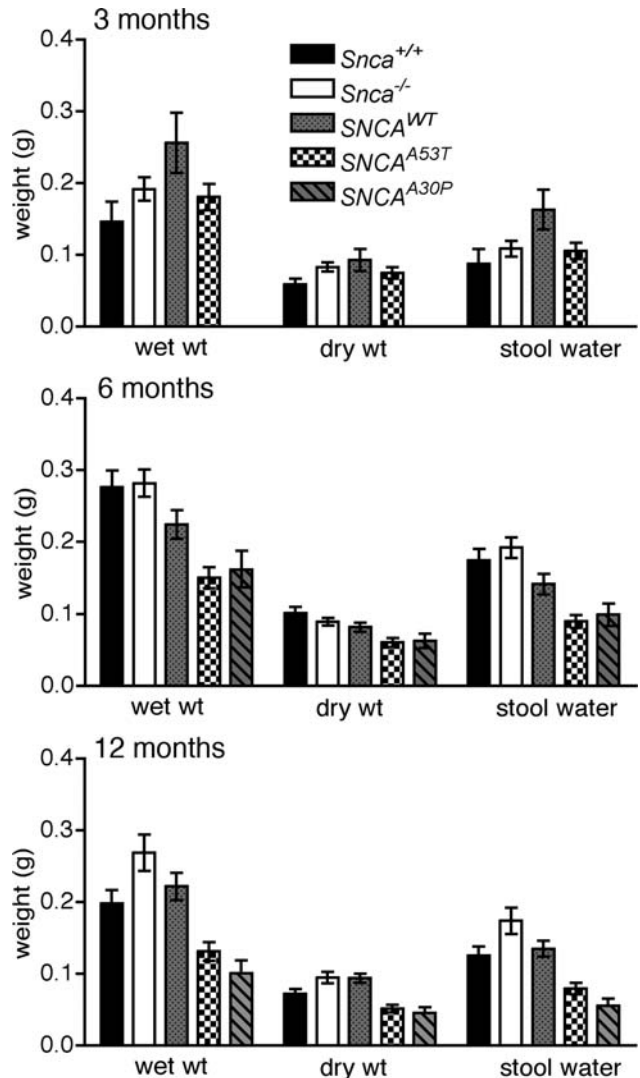 3 months
0.4
0.3
0.2
0.1
0.0
weight (g)
Snca+/+
Snca-/-
SNCAWT
SNCAA53T
SNCAA30P
wet wt dry wt stool water
6 months
0.4
0.3
0.2
0.1
0.0
weight (g)
wet wt dry wt stool water
12 months
0.4
0.3
0.2
0.1
0.0
weight (g)
wet wt dry wt stool water